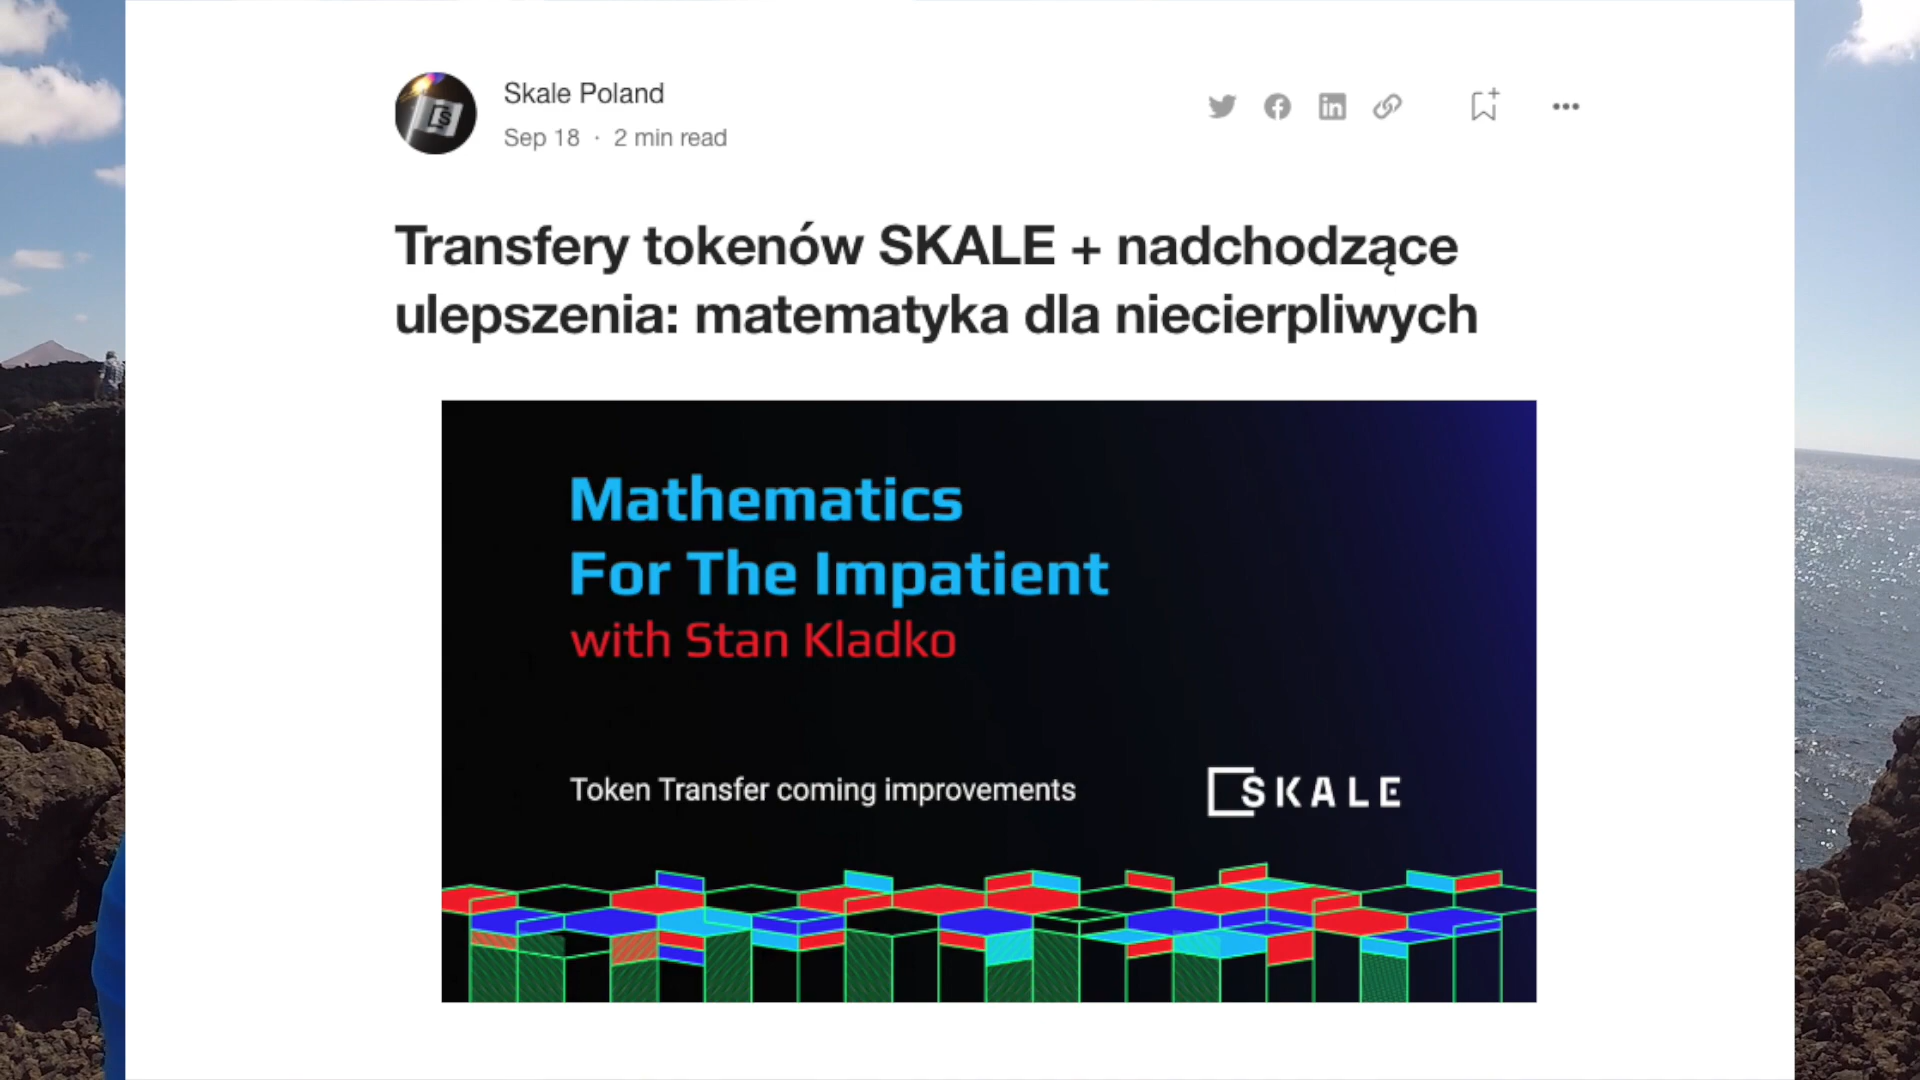 Skale Poland
Sep 18 · 2 min read
Transfery tokenów SKALE + nadchodzące
ulepszenia: matematyka dla niecierpliwych
Mathematics
For The Impatient
with Stan Kladko
Token Transfer coming improvements
SKALE